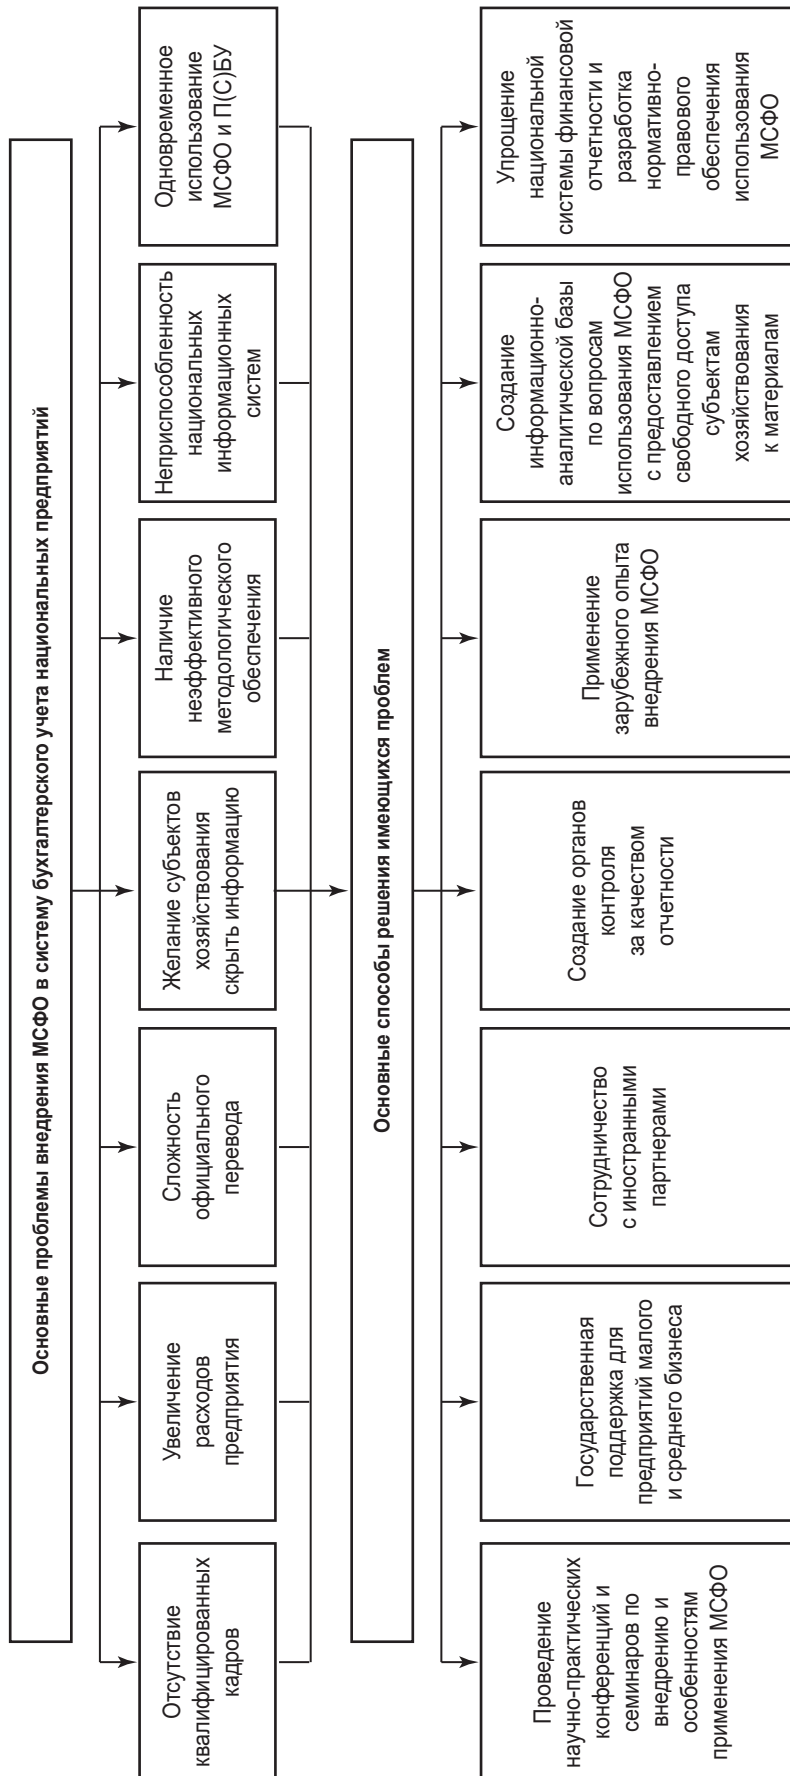 Основные проблемы внедрения МСФО в систему бухгалтерского учета национальных предприятий
Отсутствие
квалифицированных
кадров
Увеличение
расходов
предприятия
Сложность
официального
перевода
Желание субъектов
хозяйствования
скрыть информацию
Наличие
неэффективного
методологического
обеспечения
Неприспособленность
национальных
информационных
систем
Одновременное
использование
МСФО и П(С)БУ
Основные способы решения имеющихся проблем
Проведение
научно-практических
конференций и
семинаров по
внедрению и
особенностям
применения МСФО
Государственная
поддержка для
предприятий малого
и среднего бизнеса
Сотрудничество
с иностранными
партнерами
Создание органов
контроля
за качеством
отчетности
Применение
зарубежного опыта
внедрения МСФО
Создание
информационно-
аналитической базы
по вопросам
использования МСФО
с предоставлением
свободного доступа
субъектам
хозяйствования
к материалам
Упрощение
национальной
системы финансовой
отчетности и
разработка
нормативно-
правового
обеспечения
использования
МСФО